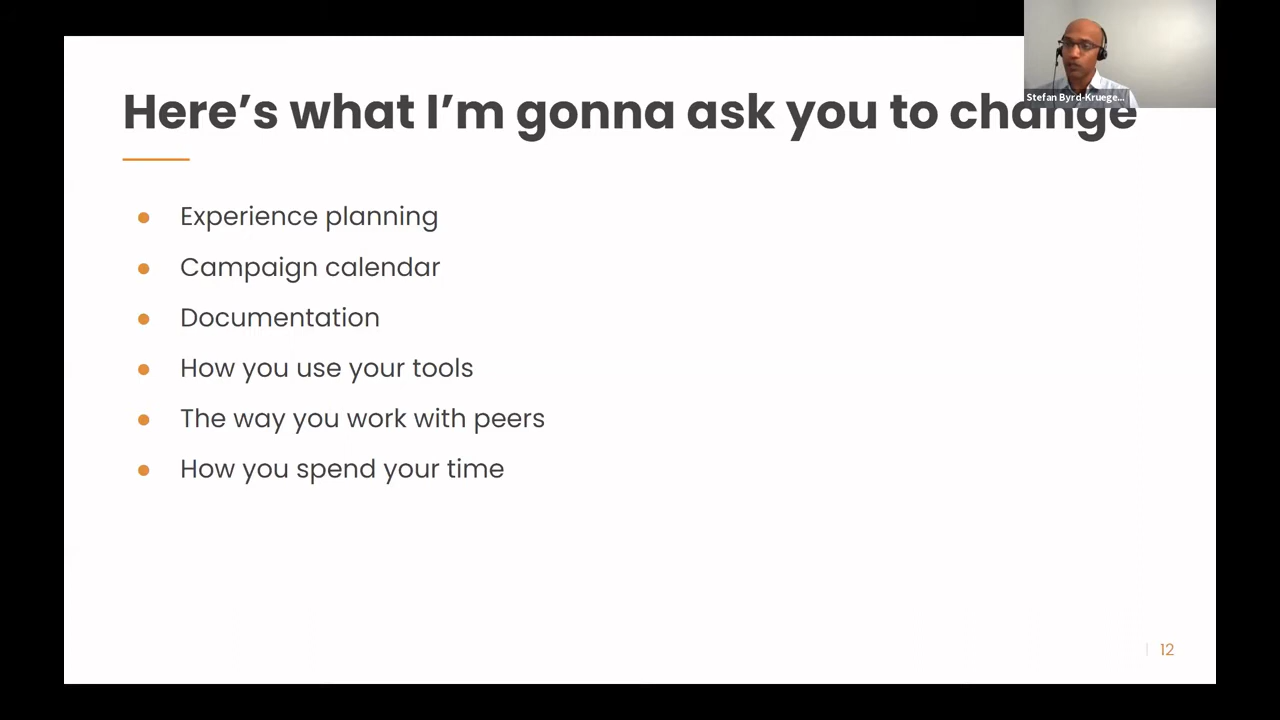 Here's what I'm gonna ask you to change
Stefan Byrd-Kruege...
Experience planning
Campaign calendar
Documentation
How you use your tools
The way you work with peers
How you spend your time
12